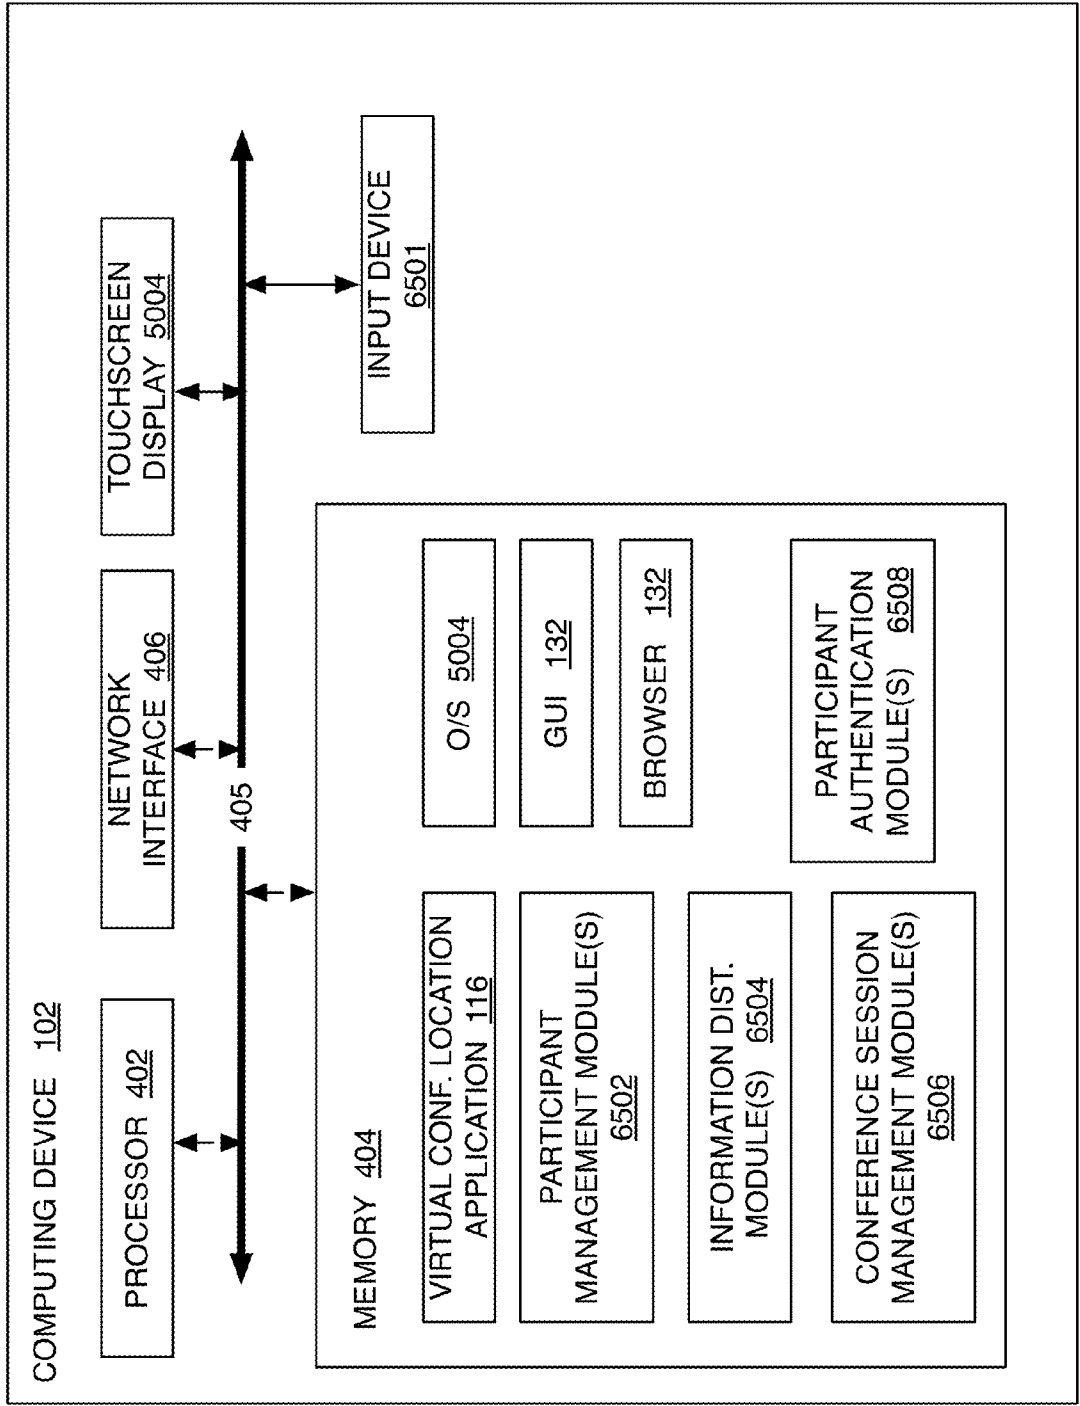 COMPUTING DEVICE 102
PROCESSOR 402
NETWORK
INTERFACE 406
TOUCHSCREEN
DISPLAY 5004
405
INPUT DEVICE
6501
MEMORY 404
VIRTUAL CONF. LOCATION
APPLICATION 116
PARTICIPANT
MANAGEMENT MODULE(S)
6502
INFORMATION DIST.
MODULE(S) 6504
CONFERENCE SESSION
MANAGEMENT MODULE(S)
6506
O/S 5004
GUI 132
BROWSER 132
PARTICIPANT
AUTHENTICATION
MODULE(S) 6508